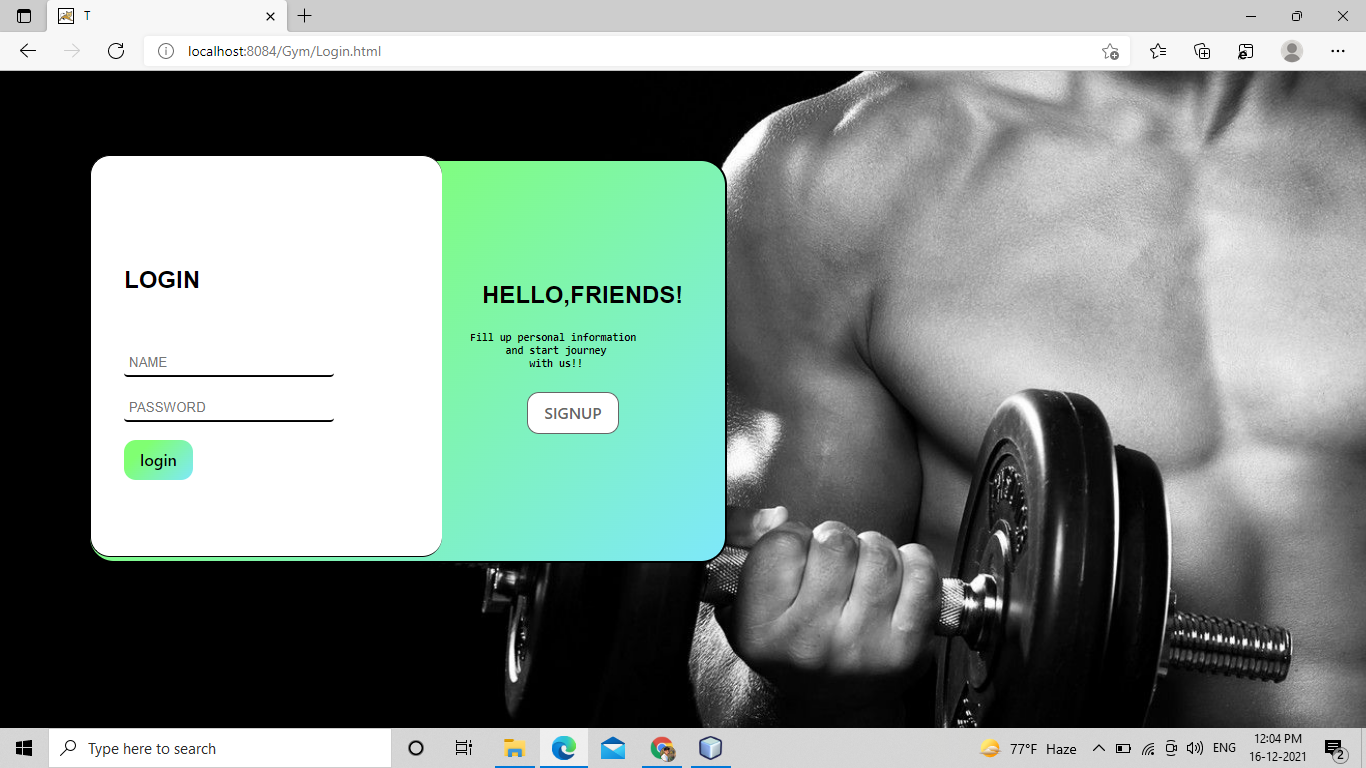 T
localhost:8084/Gym/Login.html
LOGIN
NAME
PASSWORD
login
HELLO,FRIENDS!
Fill up personal information
and start journey
with us!!
SIGNUP
Type here to search
77°F Haze
ENG
12:04 PM
16-12-2021
2